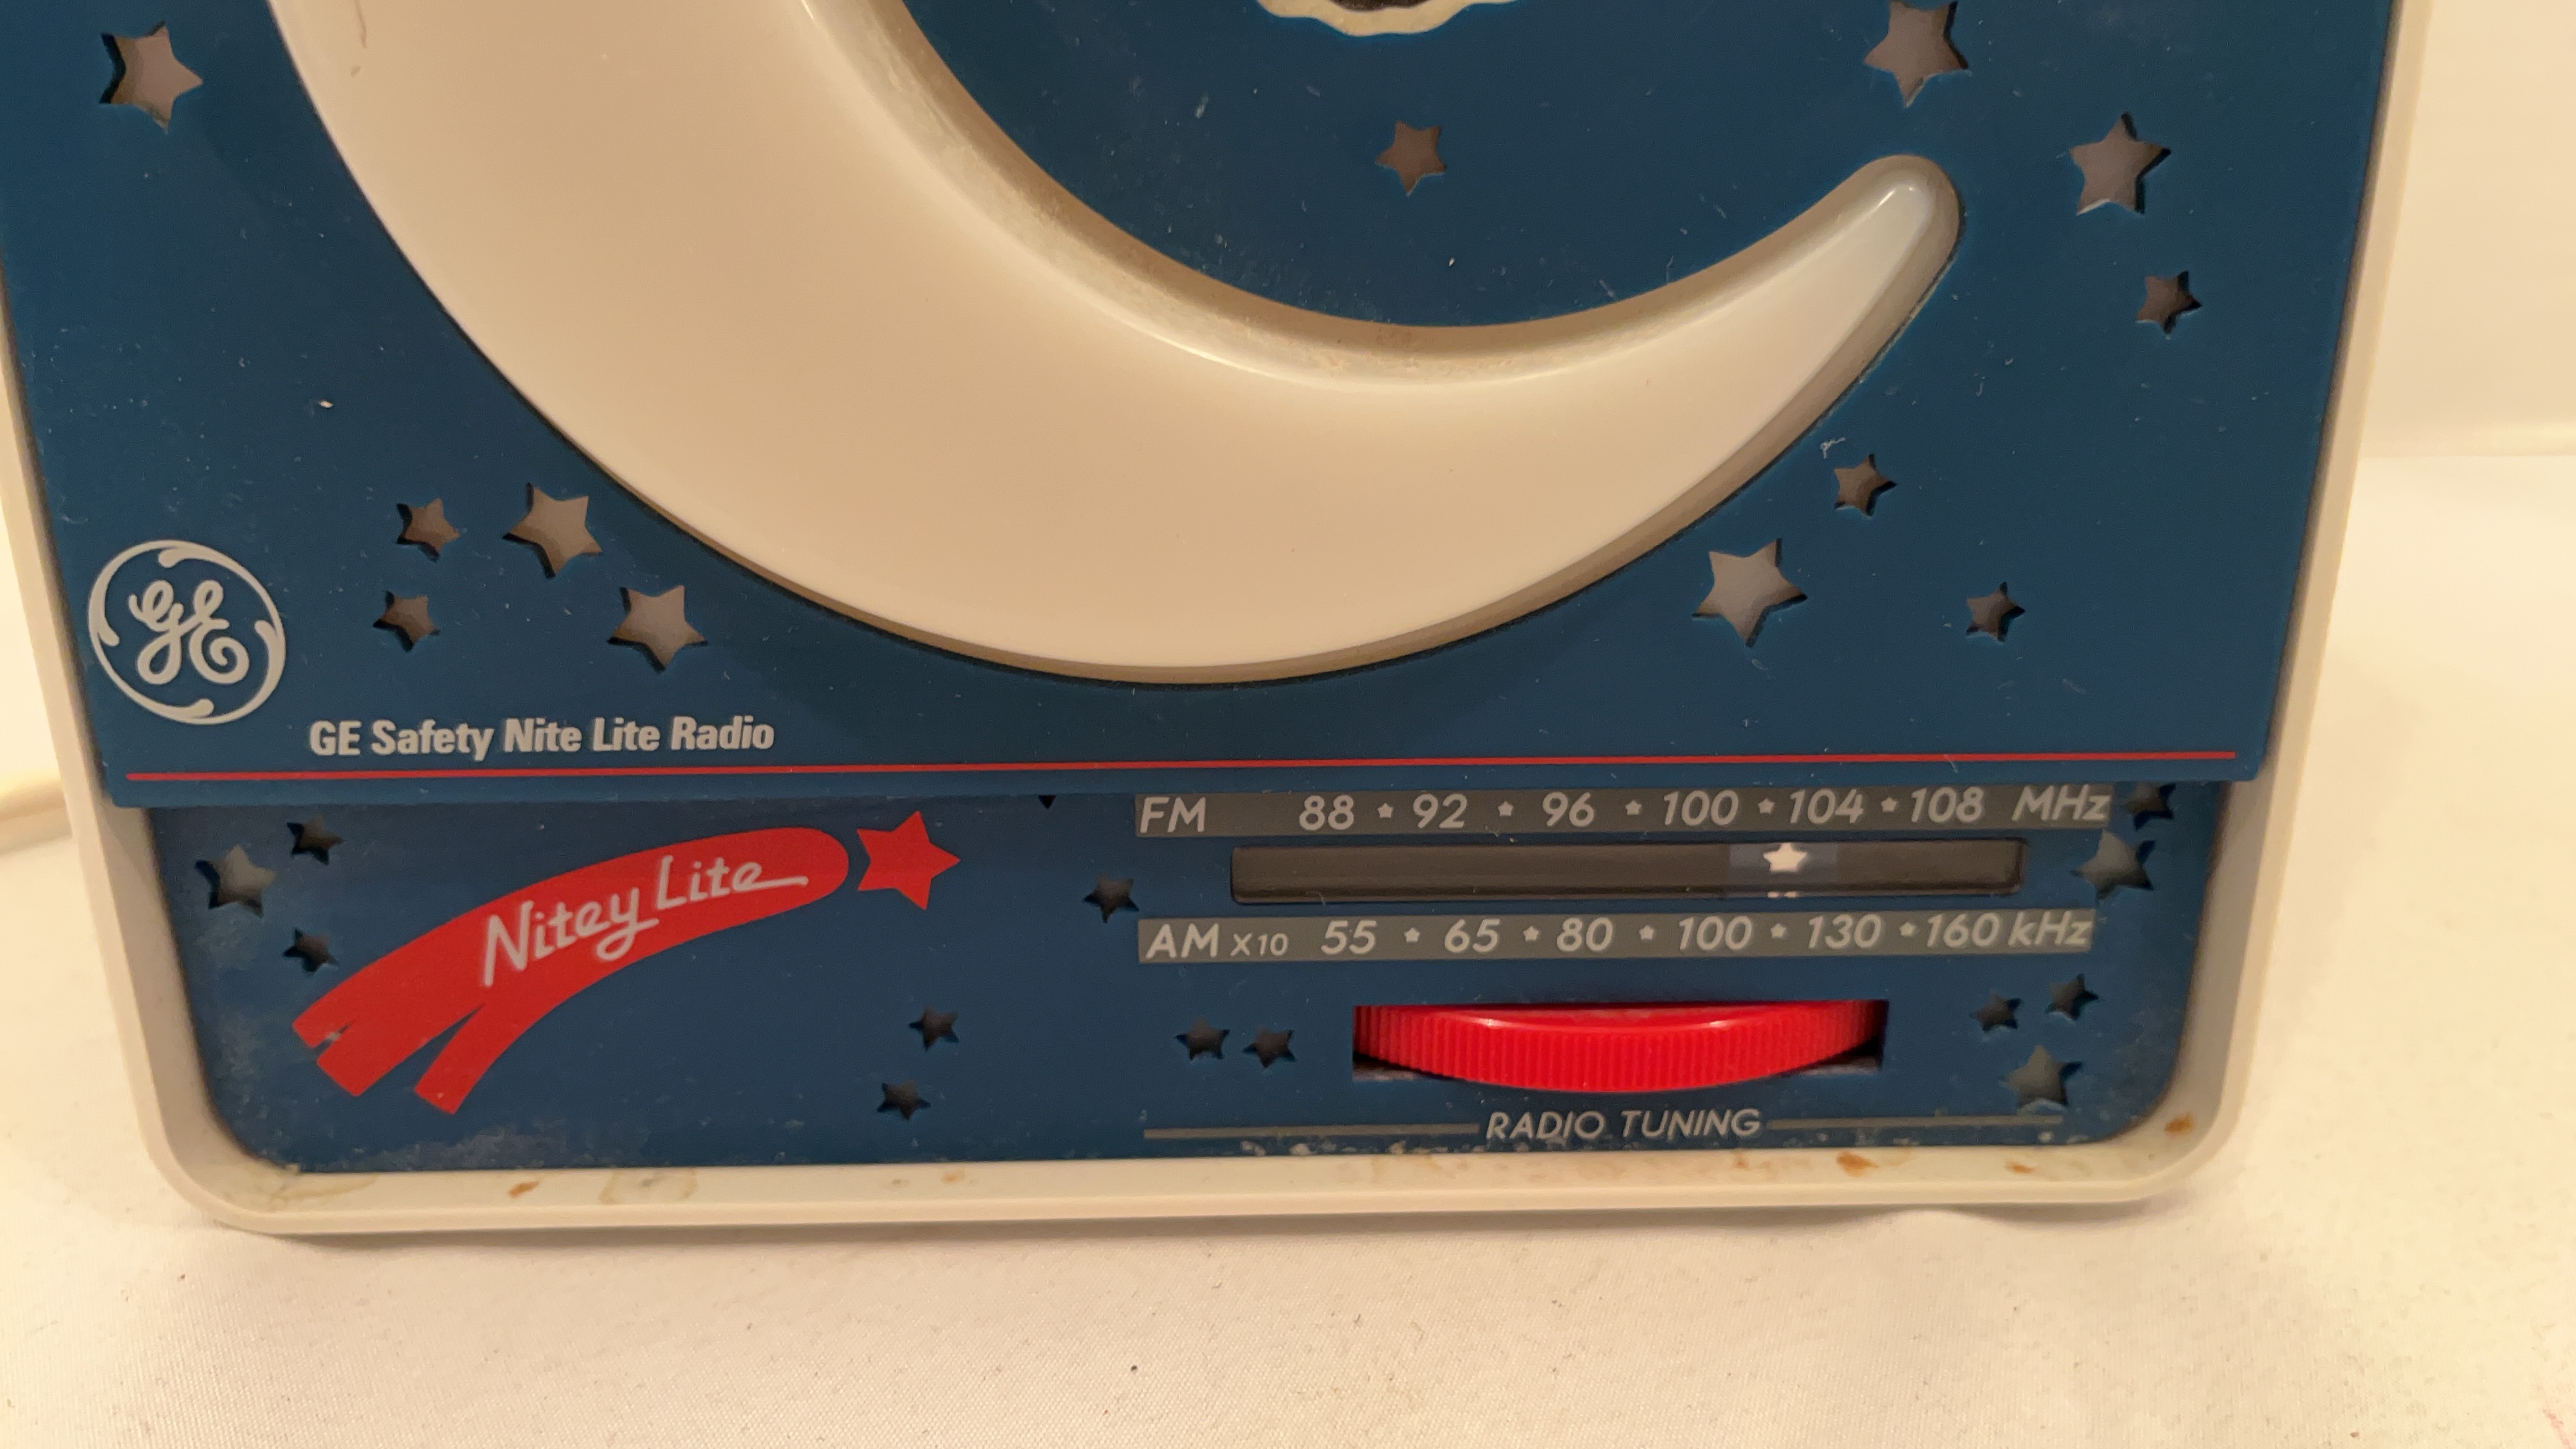 GE
GE Safety Nite Lite Radio
Nitey Lite
FM 88 ★ 92 ★ 96 ★ 100 ★ 104 ★ 108 MHz
AM X10 55 ★ 65 ★ 80 ★ 100 ★ 130 ★ 160 kHz
RADIO TUNING